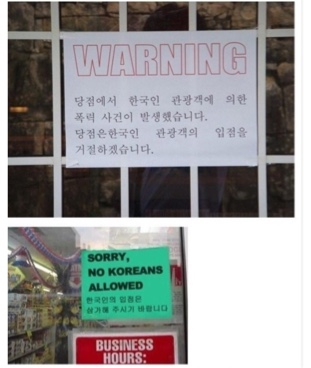 WARNING
당점에서 한국인 관광객에 의한
폭력 사건이 발생했습니다.
당점은한국인 관광객의 입점을
거절하겠습니다.
SORRY,
NO KOREANS
ALLOWED
한국인의 입점은
삼가해 주시기 바랍니다
BUSINESS
HOURS: